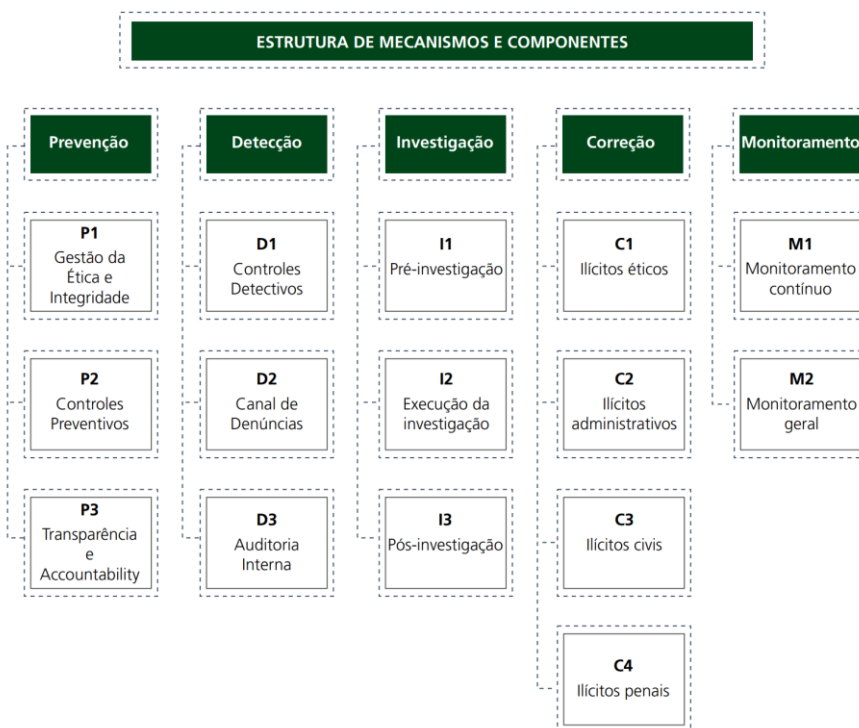 ESTRUTURA DE MECANISMOS E COMPONENTES
Prevenção
Detecção
Investigação
Correção
Monitoramento
P1
Gestão da
Ética e
Integridade
D1
Controles
Detectivos
I1
Pré-investigação
C1
Ilícitos éticos
M1
Monitoramento
contínuo
P2
Controles
Preventivos
D2
Canal de
Denúncias
I2
Execução da
investigação
C2
Ilícitos
administrativos
M2
Monitoramento
geral
P3
Transparência
e
Accountability
D3
Auditoria
Interna
I3
Pós-investigação
C3
Ilícitos civis
C4
Ilícitos penais